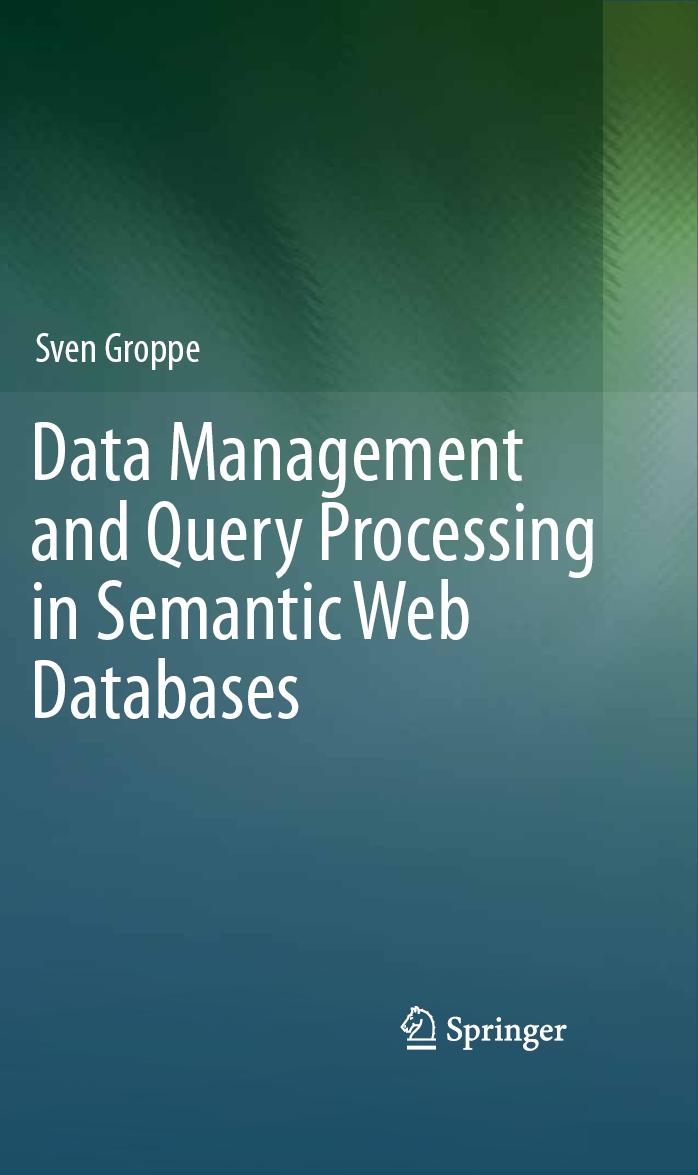 Sven Groppe
Data Management
and Query Processing
in Semantic Web
Databases
Springer